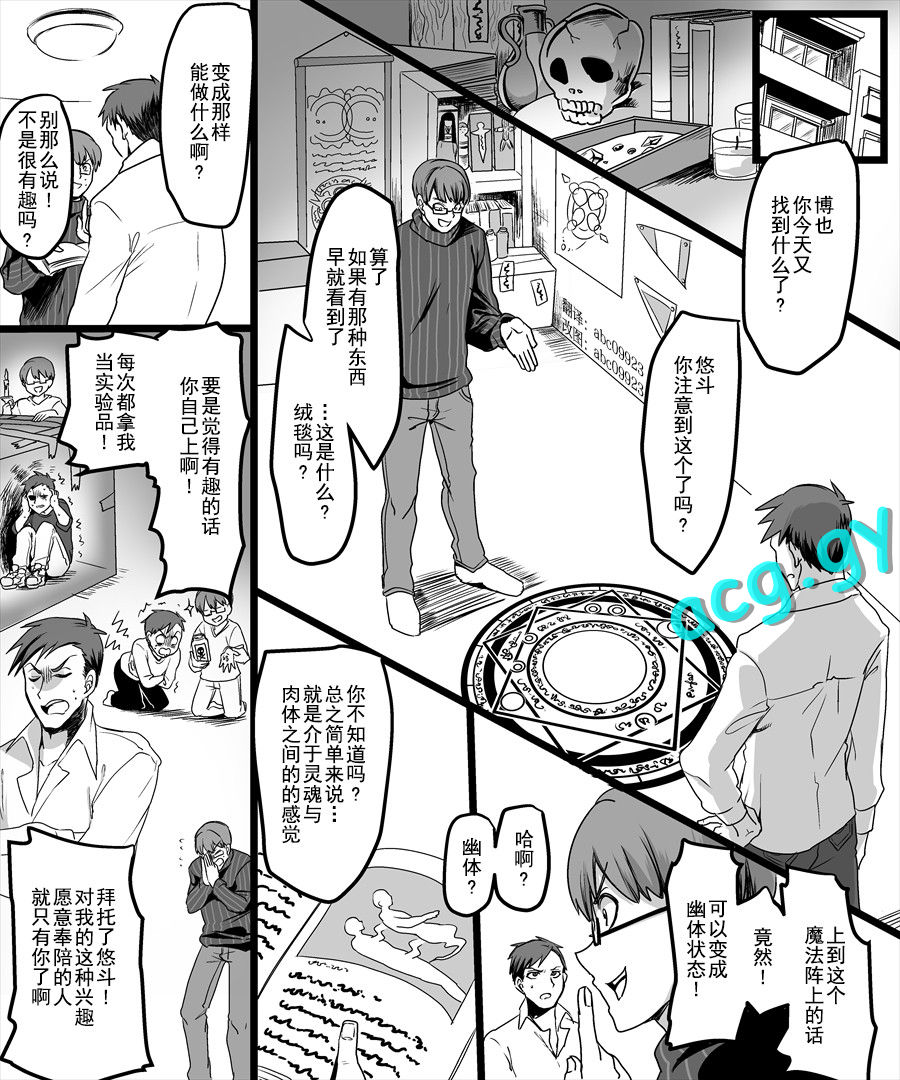 博也
你今天又
找到什么了？
悠斗
你注意到这个了吗？
算了
如果有那种东西
早就看到了
…这是什么？
绒毯吗？
翻译：abc09923
改图：abc09923
acg.gy
上到这个
魔法阵上的话
竟然！
可以变成
幽体状态！
哈啊？
幽体？
你不知道吗？
总之简单来说…
就是介于灵魂与
肉体之间的的感觉
变成那样
能做什么啊？
别那么说！
不是很有趣吗？
要是觉得有趣的话
你自己上啊！
每次都拿我
当实验品！
拜托了悠斗！
对我的这种兴趣
愿意奉陪的人
就只有你了啊